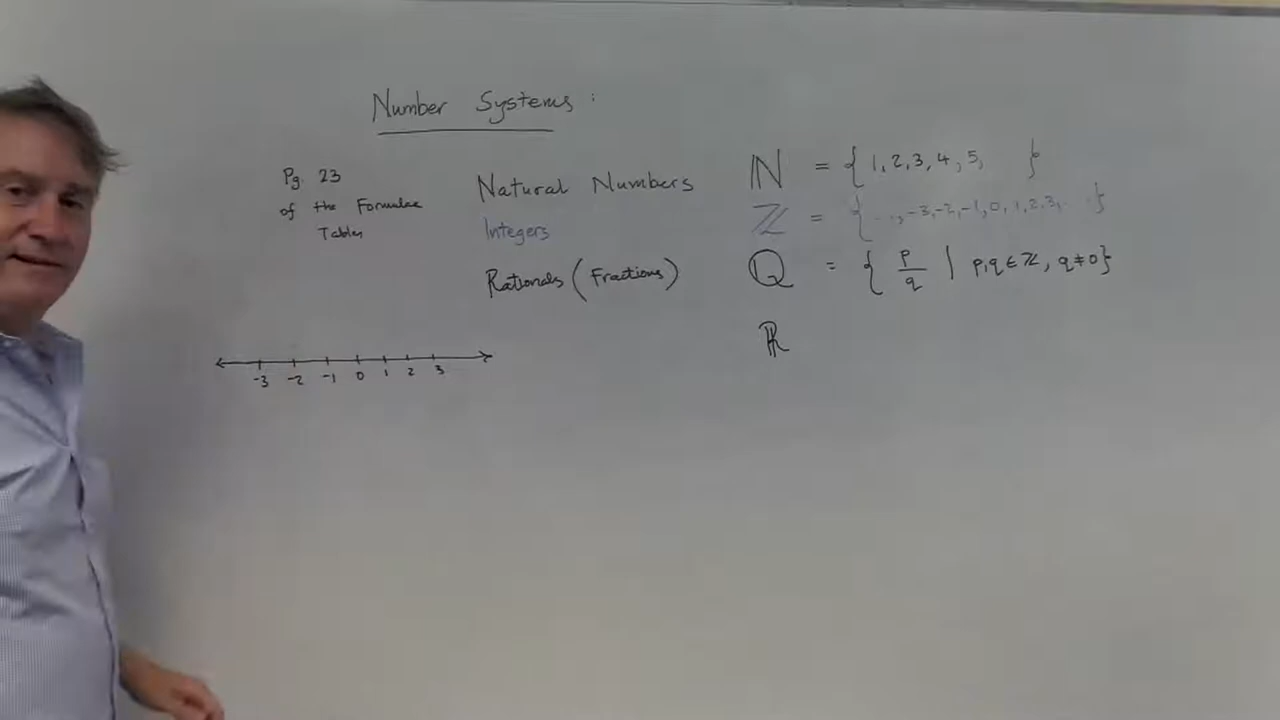 Number Systems :
Pg. 23
of the Formulae
Tables
Natural Numbers ℕ = { 1, 2, 3, 4, 5, }
Integers ℤ = { . . , -3, -2, -1, 0, 1, 2, 3, . . }
Rationals (Fractions) ℚ = { p/q | p,q ∈ ℤ, q ≠ 0}
ℝ
-3 -2 -1 0 1 2 3